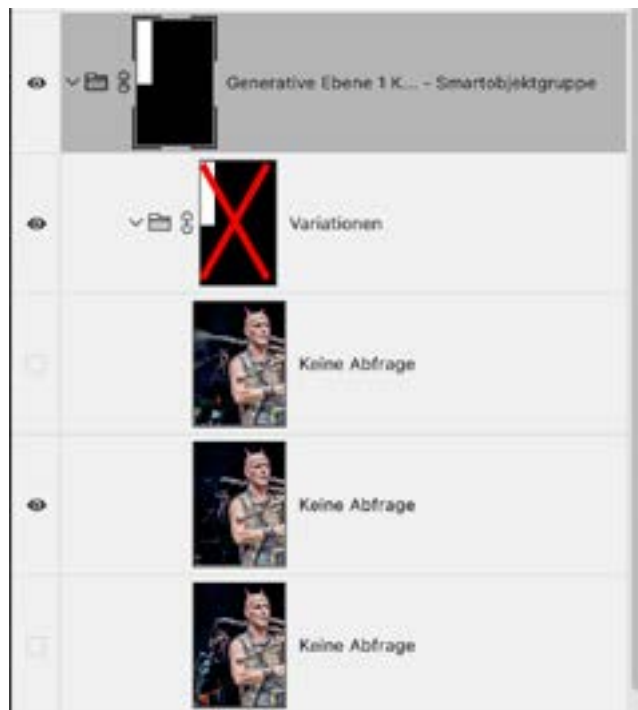 Generative Ebene 1 K... - Smartobjektgruppe
Variationen
Keine Abfrage
Keine Abfrage
Keine Abfrage